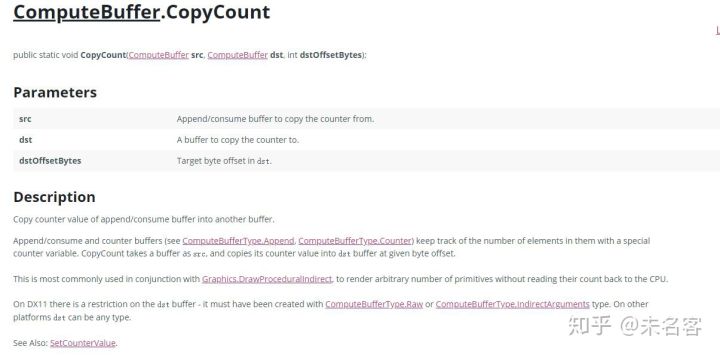 ComputeBuffer.CopyCount
public static void CopyCount(ComputeBuffer src, ComputeBuffer dst, int dstOffsetBytes);
Parameters
src Append/consume buffer to copy the counter from.
dst A buffer to copy the counter to.
dstOffsetBytes Target byte offset in dst.
Description
Copy counter value of append/consume buffer into another buffer.
Append/consume and counter buffers (see ComputeBufferType.Append, ComputeBufferType.Counter) keep track of the number of elements in them with a special
counter variable. CopyCount takes a buffer as src, and copies its counter value into dst buffer at given byte offset.
This is most commonly used in conjunction with Graphics.DrawProceduralIndirect, to render arbitrary number of primitives without reading their count back to the CPU.
On DX11 there is a restriction on the dst buffer - it must have been created with ComputeBufferType.Raw or ComputeBufferType.IndirectArguments type. On other
platforms dst can be any type.
See Also: SetCounterValue.
知乎 @未名客